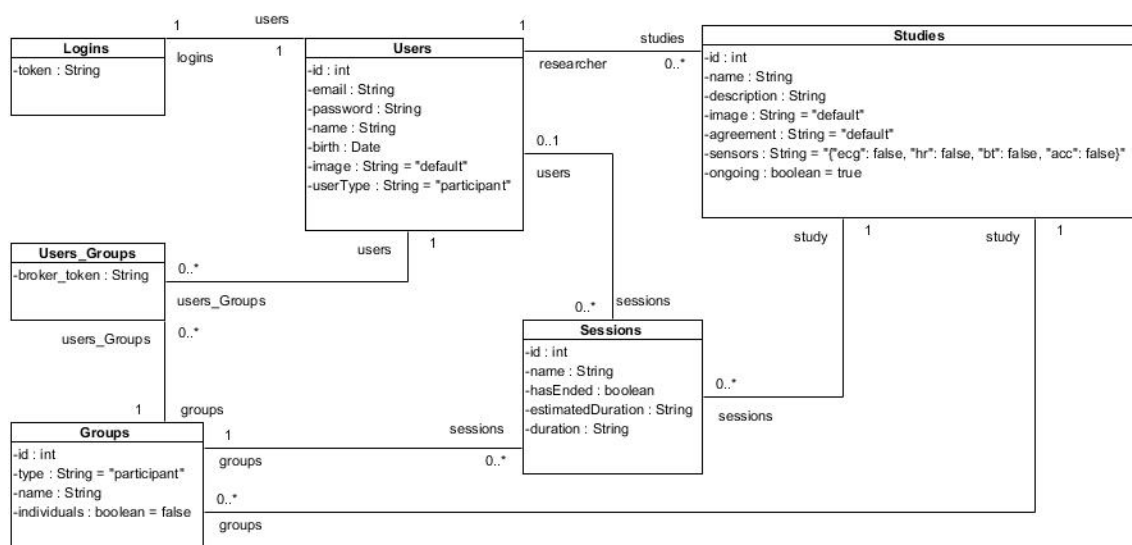 1
users
1
Logins
-token : String
logins
1
Users
-id : int
-email : String
-password : String
-name : String
-birth : Date
-image : String = "default"
-userType : String = "participant"
studies
researcher
0..*
Studies
-id : int
-name : String
-description : String
-image : String = "default"
-agreement : String = "default"
-sensors : String = "{"ecg": false, "hr": false, "bt": false, "acc": false}"
-ongoing : boolean = true
0..1
users
users
1
study
1
study
1
Users_Groups
-broker_token : String
0..*
users_Groups
users_Groups
0..*
0..*
sessions
Sessions
-id : int
-name : String
-hasEnded : boolean
-estimatedDuration : String
-duration : String
0..*
sessions
1
groups
Groups
-id : int
-type : String = "participant"
-name : String
-individuals : boolean = false
1
groups
sessions
0..*
0..*
groups